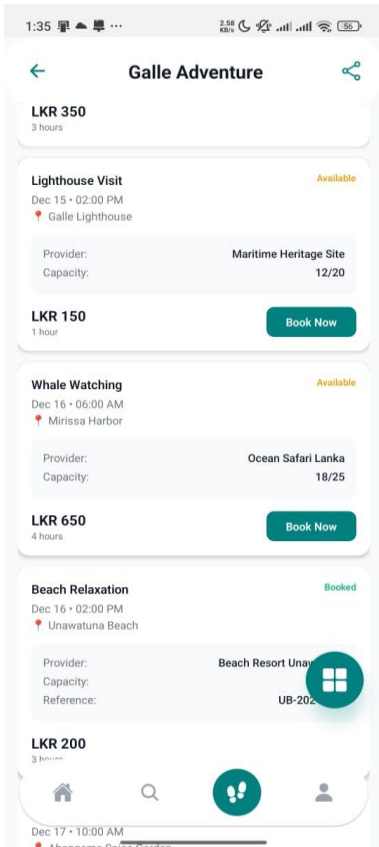 1:35
2.58
KB/s
56
Galle Adventure
LKR 350
3 hours
Lighthouse Visit
Available
Dec 15 • 02:00 PM
Galle Lighthouse
Provider: Maritime Heritage Site
Capacity: 12/20
LKR 150
Book Now
1 hour
Whale Watching
Available
Dec 16 • 06:00 AM
Mirissa Harbor
Provider: Ocean Safari Lanka
Capacity: 18/25
LKR 650
Book Now
4 hours
Beach Relaxation
Booked
Dec 16 • 02:00 PM
Unawatuna Beach
Provider: Beach Resort
Capacity:
Reference: UB-202
LKR 200
3 hours
Dec 17 • 10:00 AM